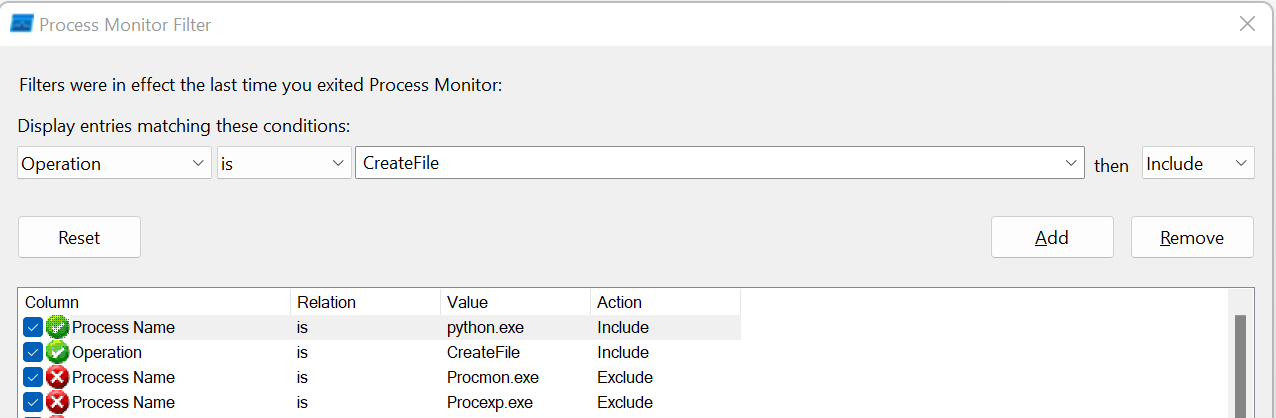 Process Monitor Filter
Filters were in effect the last time you exited Process Monitor:
Display entries matching these conditions:
Operation is CreateFile then Include
Reset Add Remove
Column Relation Value Action
Process Name is python.exe Include
Operation is CreateFile Include
Process Name is Procmon.exe Exclude
Process Name is Procexp.exe Exclude